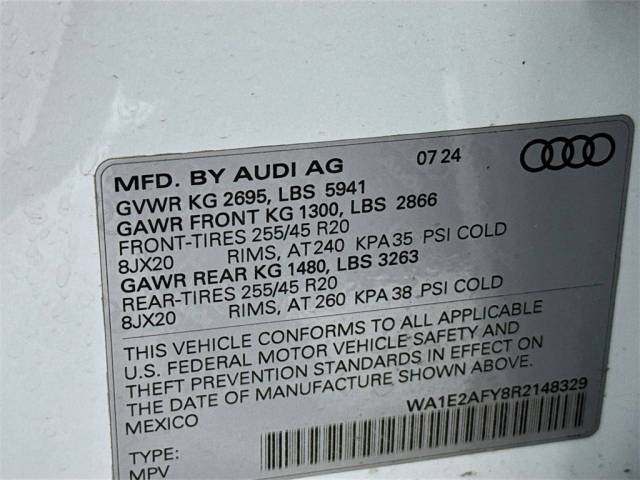 MFD. BY AUDI AG 07 24
GVWR KG 2695, LBS 5941
GAWR FRONT KG 1300, LBS 2866
FRONT-TIRES 255/45 R20
8JX20 RIMS, AT 240 KPA 35 PSI COLD
GAWR REAR KG 1480, LBS 3263
REAR-TIRES 255/45 R20
8JX20 RIMS, AT 260 KPA 38 PSI COLD
THIS VEHICLE CONFORMS TO ALL APPLICABLE
U.S. FEDERAL MOTOR VEHICLE SAFETY AND
THEFT PREVENTION STANDARDS IN EFFECT ON
THE DATE OF MANUFACTURE SHOWN ABOVE.
MEXICO WA1E2AFY8R2148329
TYPE:
MPV